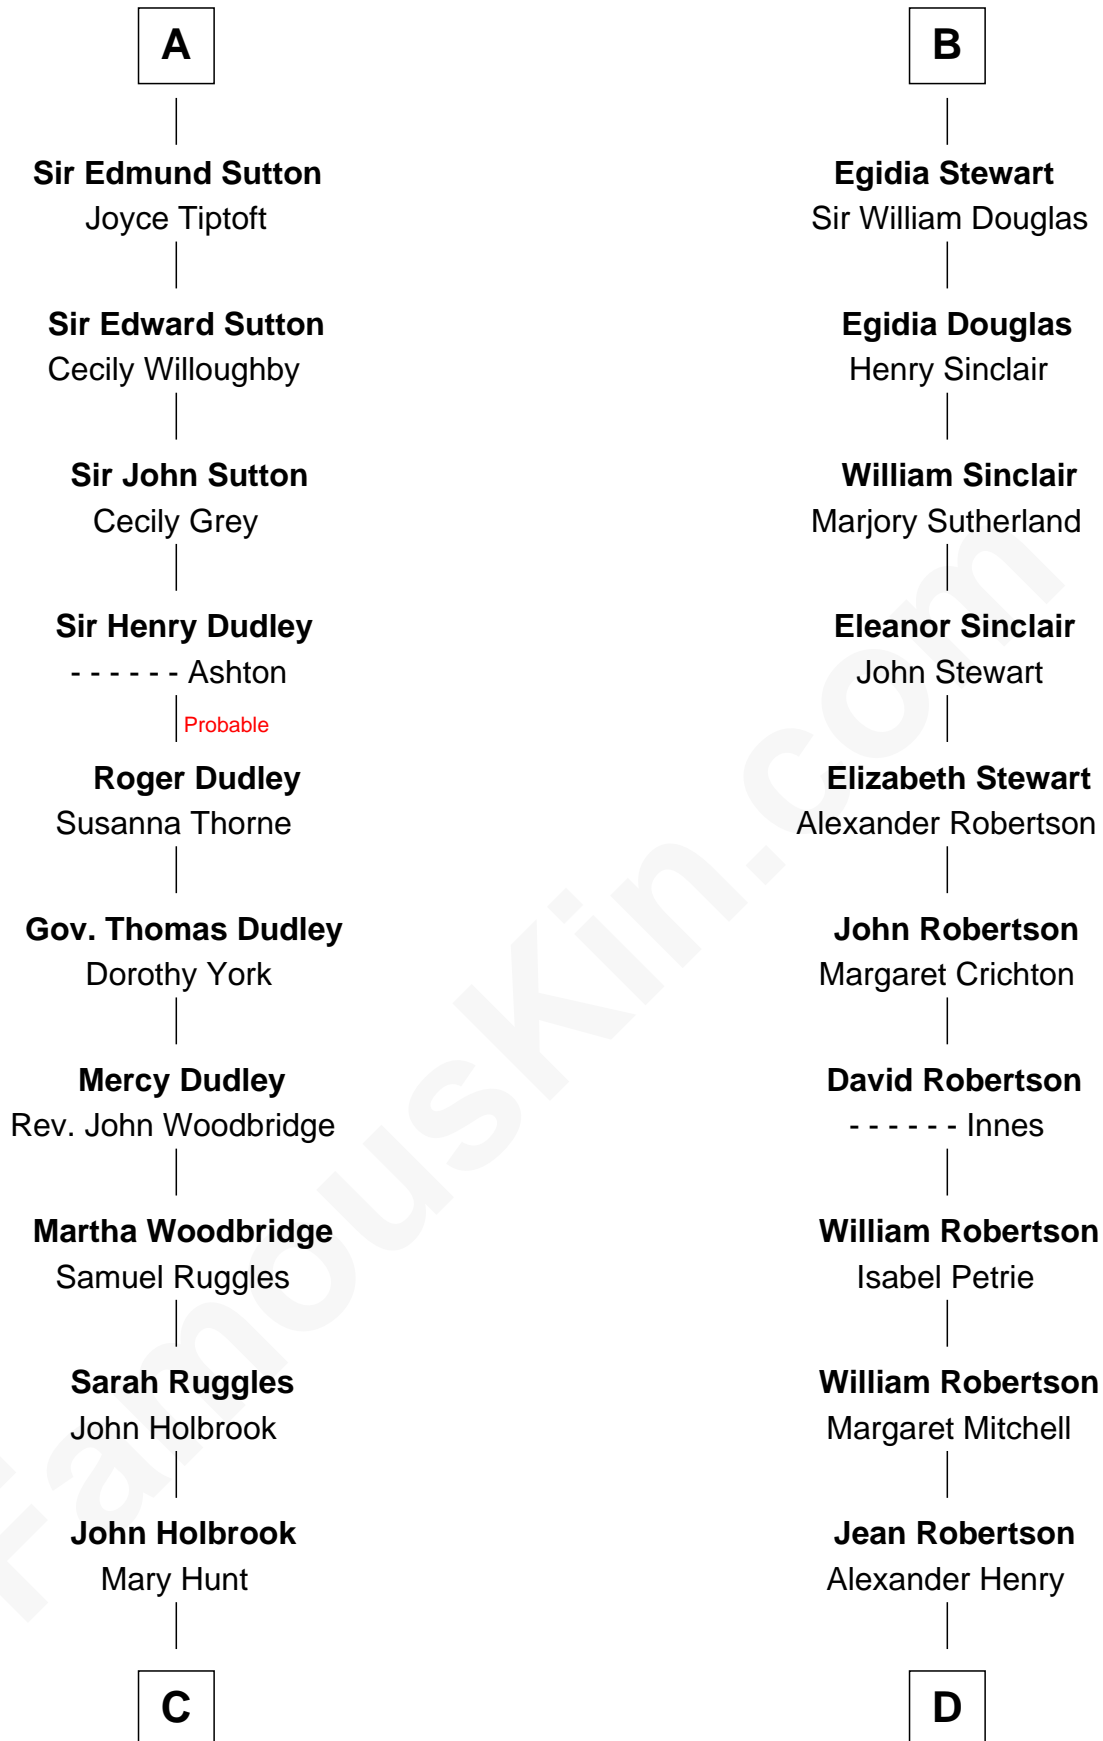 A
Sir Edmund Sutton
Joyce Tiptoft
Sir Edward Sutton
Cecily Willoughby
Sir John Sutton
Cecily Grey
Sir Henry Dudley
- - - - - - Ashton
Probable
Roger Dudley
Susanna Thorne
Gov. Thomas Dudley
Dorothy York
Mercy Dudley
Rev. John Woodbridge
Martha Woodbridge
Samuel Ruggles
Sarah Ruggles
John Holbrook
John Holbrook
Mary Hunt
C
B
Egidia Stewart
Sir William Douglas
Egidia Douglas
Henry Sinclair
William Sinclair
Marjory Sutherland
Eleanor Sinclair
John Stewart
Elizabeth Stewart
Alexander Robertson
John Robertson
Margaret Crichton
David Robertson
- - - - - - Innes
William Robertson
Isabel Petrie
William Robertson
Margaret Mitchell
Jean Robertson
Alexander Henry
D
FamousKin.com